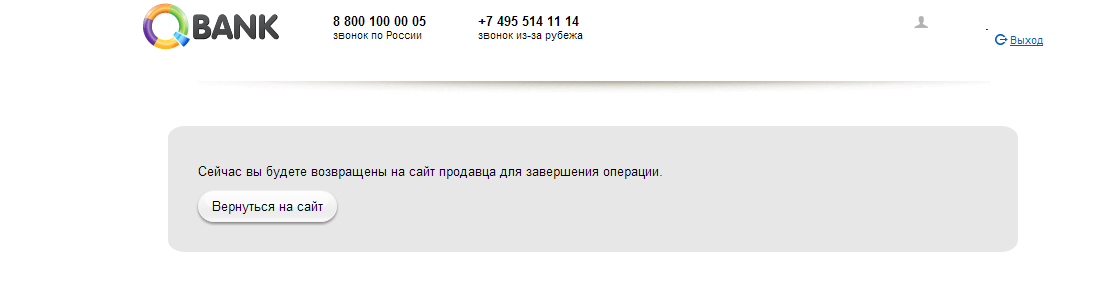 QBANK
8 800 100 00 05
звонок по России
+7 495 514 11 14
звонок из-за рубежа
Выход
Сейчас вы будете возвращены на сайт продавца для завершения операции.
Вернуться на сайт